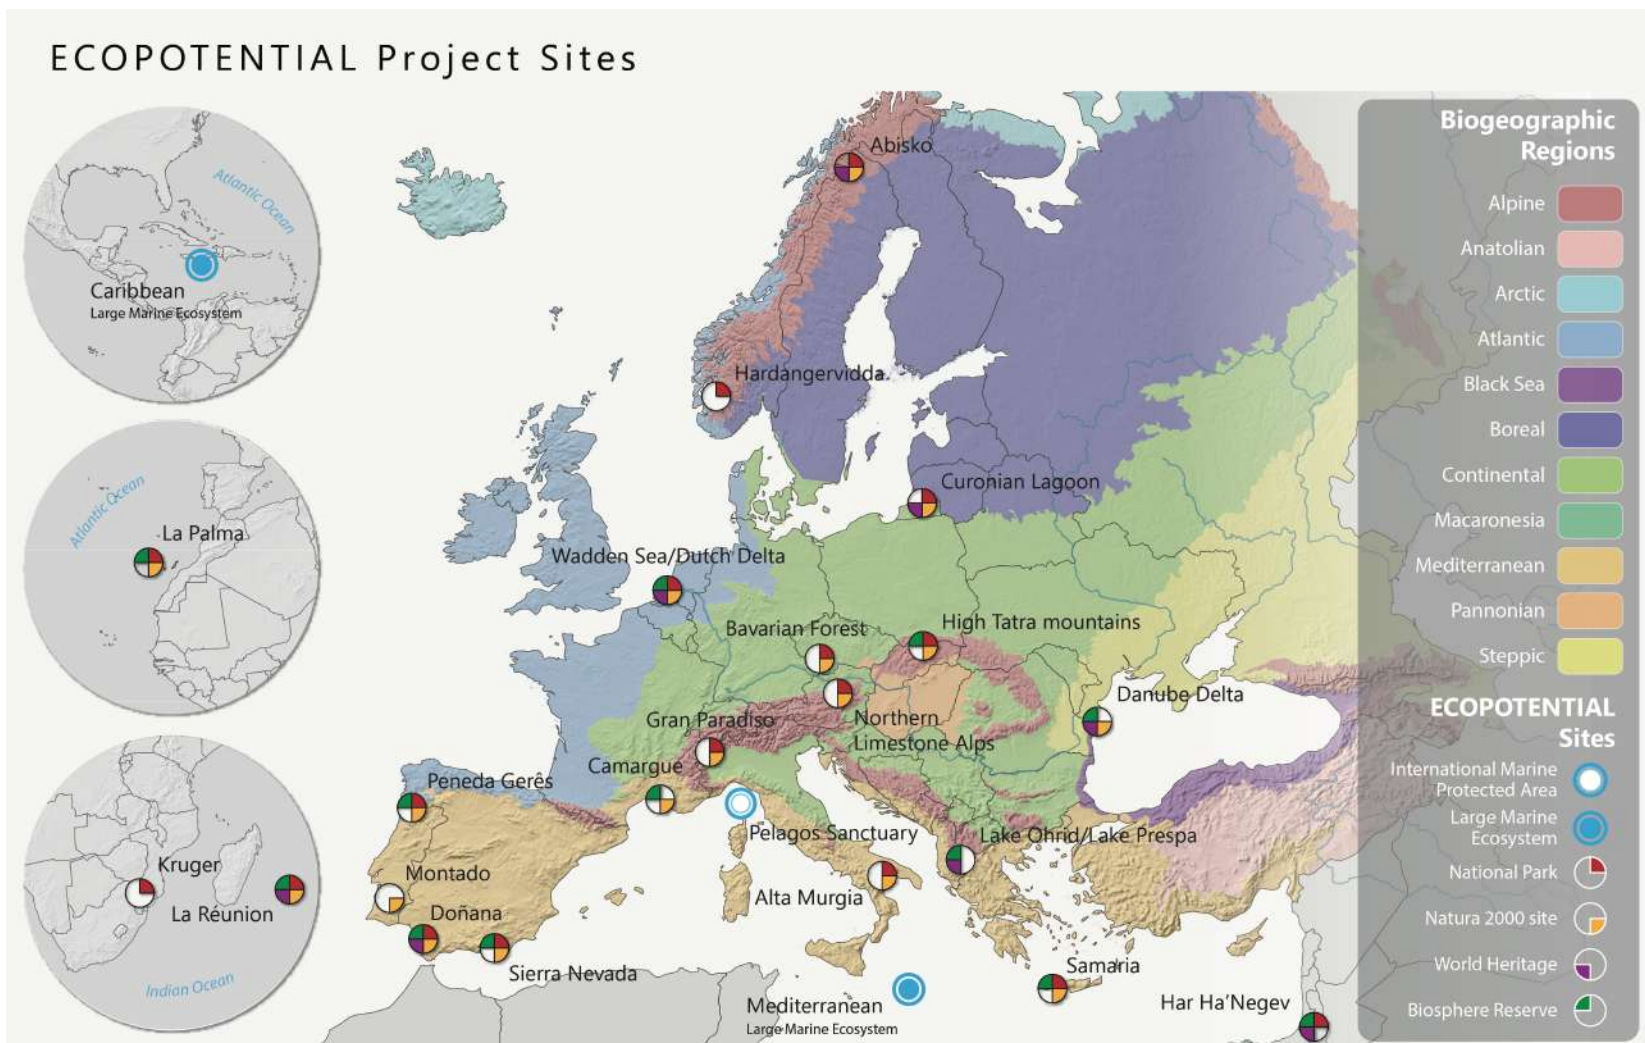 ECOPOTENTIAL Project Sites
Atlantic Ocean
Caribbean
Large Marine Ecosystem
Atlantic Ocean
La Palma
Kruger
La Réunion
Indian Ocean
Abisko
Hardangervidda
Curonian Lagoon
Wadden Sea/Dutch Delta
Bavarian Forest
High Tatra mountains
Danube Delta
Gran Paradiso
Northern
Limestone Alps
Camargue
Peneda Gerês
Pelagos Sanctuary
Lake Ohrid/Lake Prespa
Montado
Alta Murgia
Doñana
Sierra Nevada
Samaria
Mediterranean
Large Marine Ecosystem
Har Ha'Negev
Biogeographic
Regions
Alpine
Anatolian
Arctic
Atlantic
Black Sea
Boreal
Continental
Macaronesia
Mediterranean
Pannonian
Steppic
ECOPOTENTIAL
Sites
International Marine
Protected Area
Large Marine
Ecosystem
National Park
Natura 2000 site
World Heritage
Biosphere Reserve